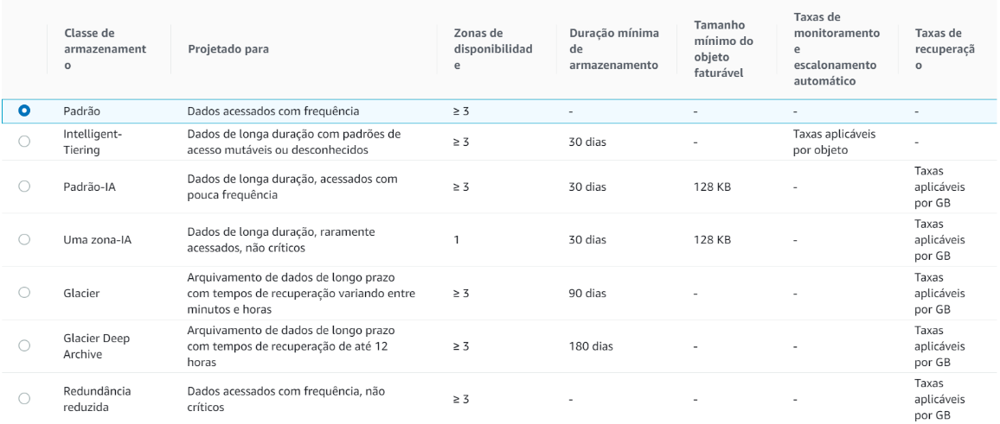 Classe de
armazenament
o
Projetado para
Zonas de
disponibilidad
e
Duração mínima
de
armazenamento
Tamanho
mínimo do
objeto
faturável
Taxas de
monitoramento
e
escalonamento
automático
Taxas de
recuperaçã
o
Padrão
Dados acessados com frequência
≥ 3
-
-
-
-
Intelligent-
Tiering
Dados de longa duração com padrões de
acesso mutáveis ou desconhecidos
≥ 3
30 dias
-
Taxas aplicáveis
por objeto
-
Padrão-IA
Dados de longa duração, acessados com
pouca frequência
≥ 3
30 dias
128 KB
-
Taxas
aplicáveis
por GB
Uma zona-IA
Dados de longa duração, raramente
acessados, não críticos
1
30 dias
128 KB
-
Taxas
aplicáveis
por GB
Glacier
Arquivamento de dados de longo prazo
com tempos de recuperação variando entre
minutos e horas
≥ 3
90 dias
-
-
Taxas
aplicáveis
por GB
Glacier Deep
Archive
Arquivamento de dados de longo prazo
com tempos de recuperação de até 12
horas
≥ 3
180 dias
-
-
Taxas
aplicáveis
por GB
Redundância
reduzida
Dados acessados com frequência, não
críticos
≥ 3
-
-
-
Taxas
aplicáveis
por GB